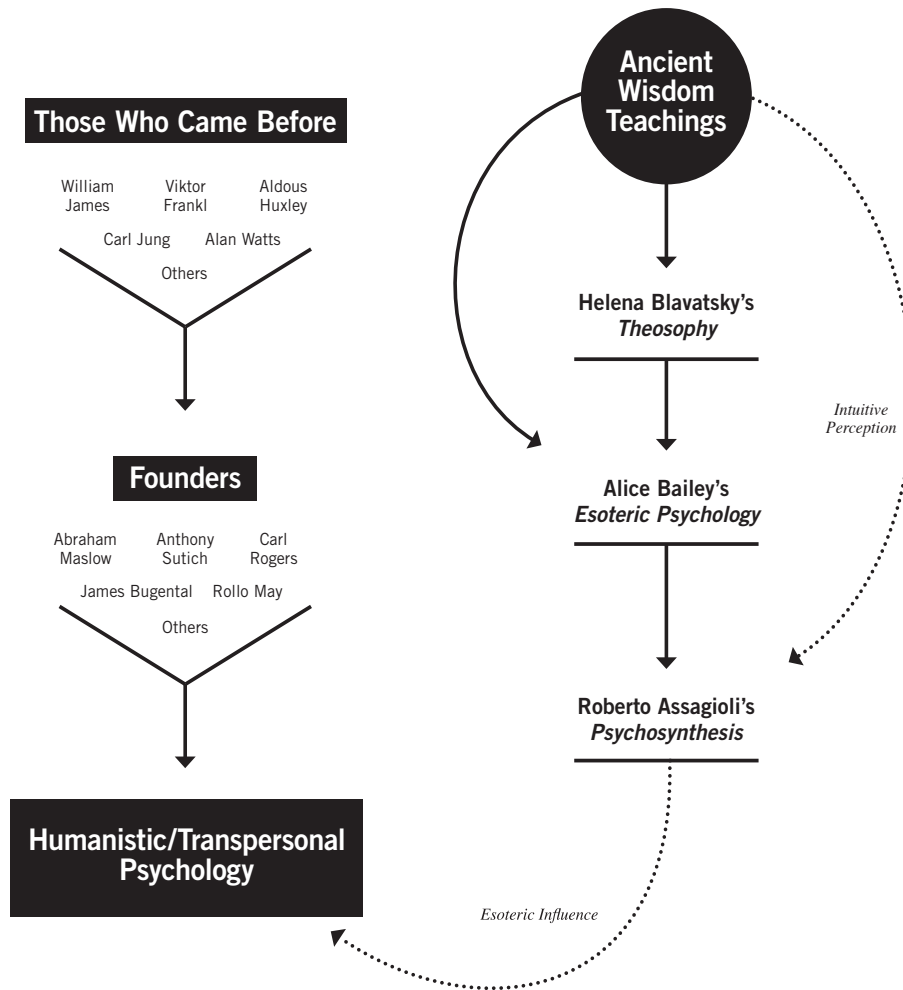 Those Who Came Before
William
James
Viktor
Frankl
Aldous
Huxley
Carl Jung
Alan Watts
Others
Founders
Abraham
Maslow
Anthony
Sutich
Carl
Rogers
James Bugental
Rollo May
Others
Humanistic/Transpersonal
Psychology
Ancient
Wisdom
Teachings
Helena Blavatsky’s
Theosophy
Intuitive
Perception
Alice Bailey’s
Esoteric Psychology
Roberto Assagioli’s
Psychosynthesis
Esoteric Influence